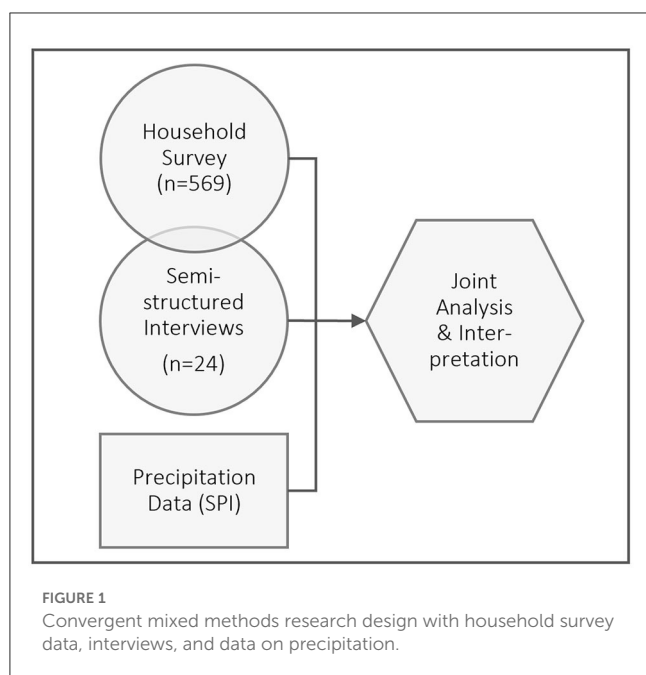 Household
Survey
(n=569)
Semi-
structured
Interviews
(n=24)
Precipitation
Data (SPI)
Joint
Analysis
& Inter-
pretation
FIGURE 1
Convergent mixed methods research design with household survey
data, interviews, and data on precipitation.